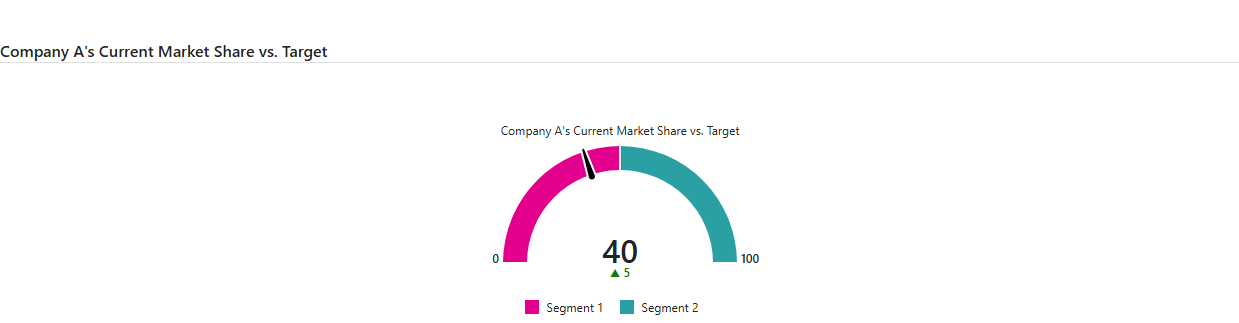 Company A's Current Market Share vs. Target
Company A's Current Market Share vs. Target
0
40
100
▲ 5
Segment 1
Segment 2